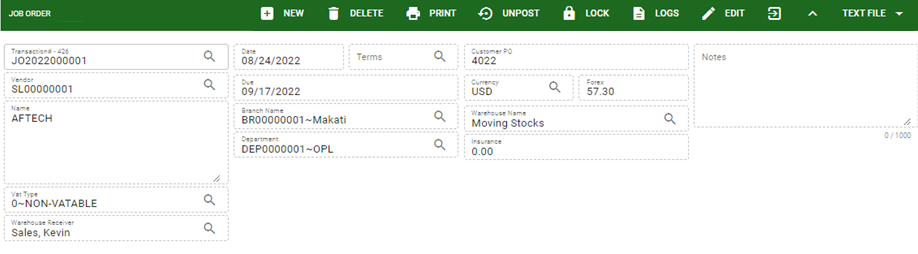 JOB ORDER
NEW
DELETE
PRINT
UNPOST
LOCK
LOGS
EDIT
TEXT FILE
Transaction# - 426
JO2022000001
Vendor
SL00000001
Name
AFTECH
Vat Type
0~NON-VATABLE
Warehouse Receiver
Sales, Kevin
Date
08/24/2022
Terms
Due
09/17/2022
Branch Name
BR00000001~Makati
Department
DEP0000001~OPL
Customer PO
4022
Currency
USD
Forex
57.30
Warehouse Name
Moving Stocks
Insurance
0.00
Notes
0 / 1000